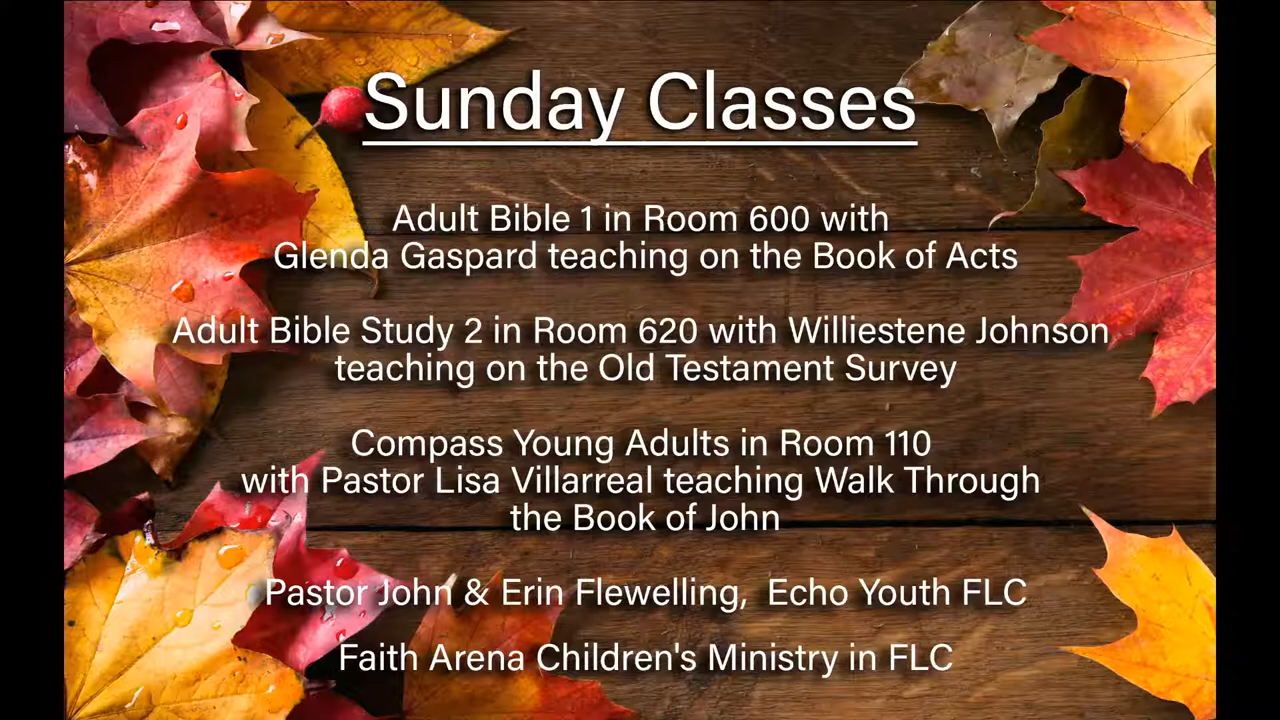 Sunday Classes
Adult Bible 1 in Room 600 with
Glenda Gaspard teaching on the Book of Acts
Adult Bible Study 2 in Room 620 with Williestene Johnson
teaching on the Old Testament Survey
Compass Young Adults in Room 110
with Pastor Lisa Villarreal teaching Walk Through
the Book of John
Pastor John & Erin Flewelling,  Echo Youth FLC
Faith Arena Children's Ministry in FLC